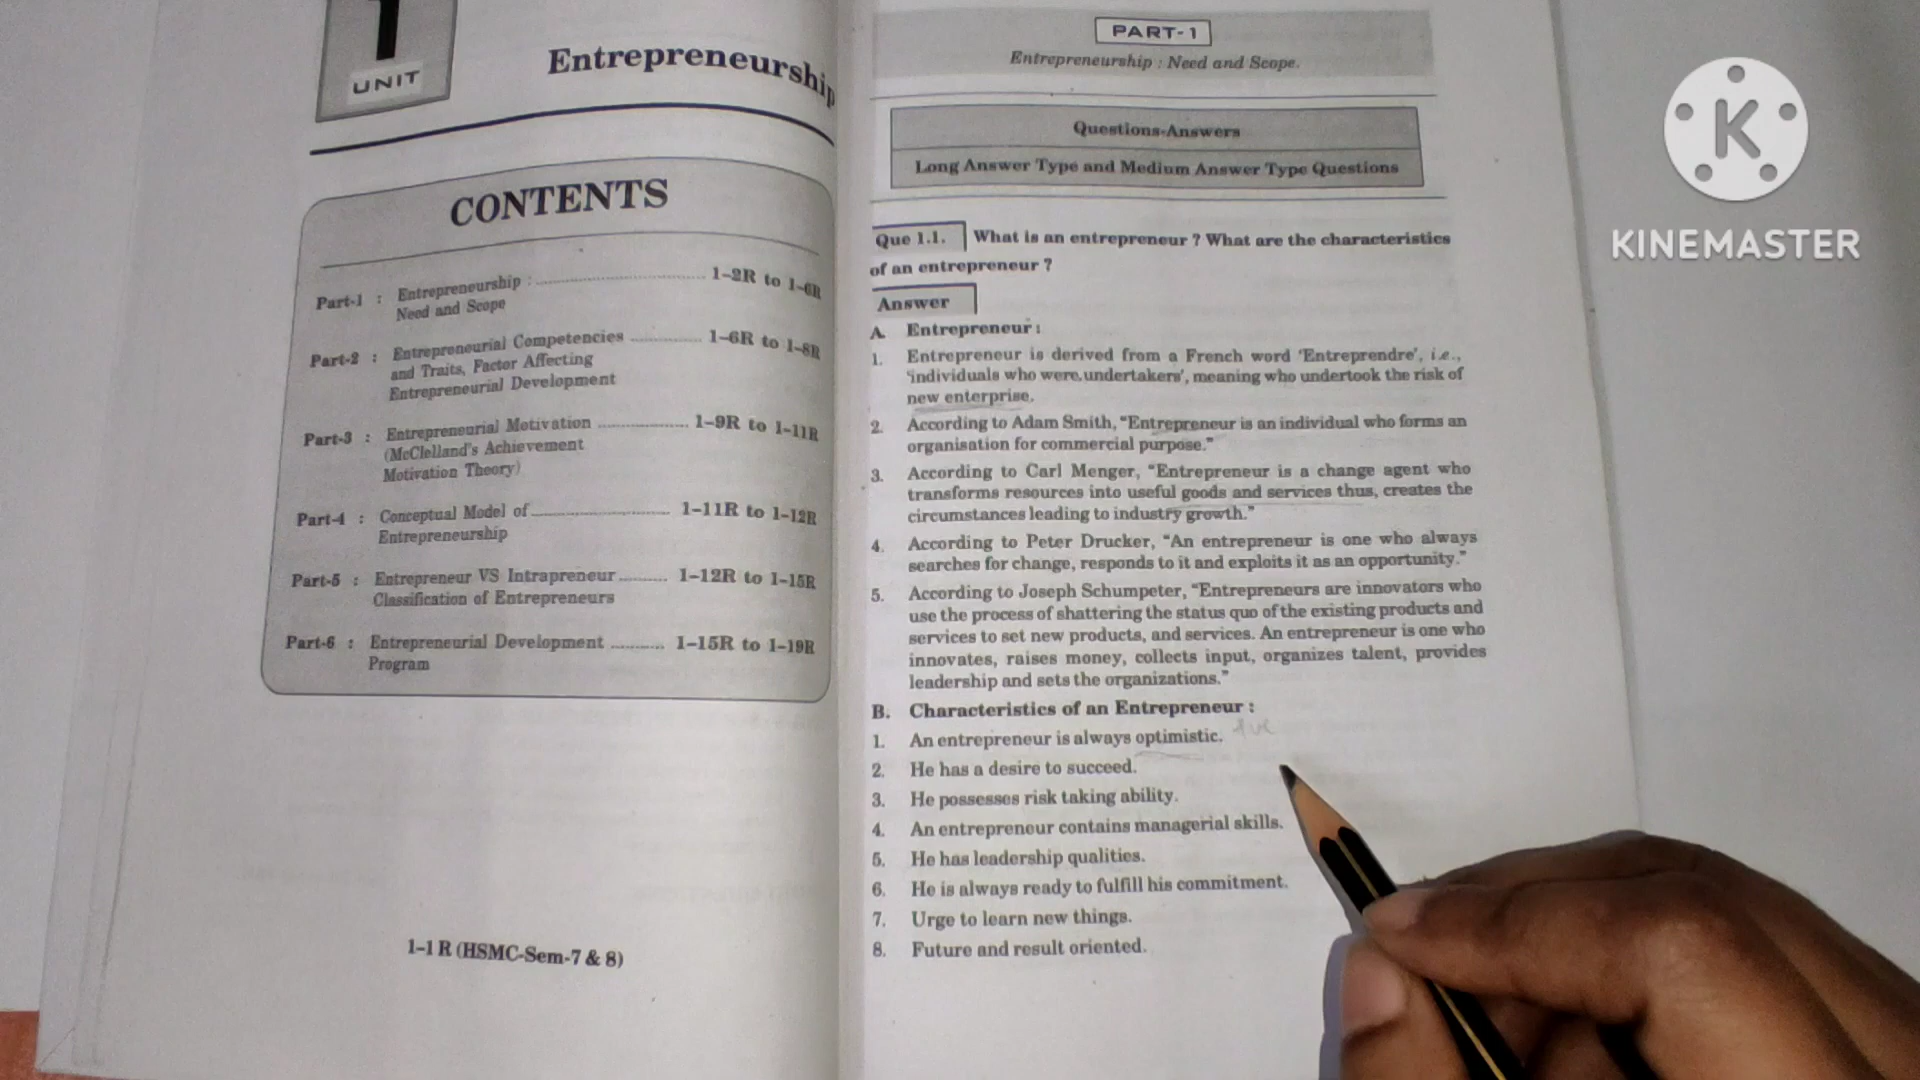 1
UNIT
Entrepreneurship
CONTENTS
Part-1 : Entrepreneurship : ........................ 1–2R to 1–6R
Need and Scope
Part-2 : Entrepreneurial Competencies ............ 1–6R to 1–8R
and Traits, Factor Affecting
Entrepreneurial Development
Part-3 : Entrepreneurial Motivation ................ 1–9R to 1–11R
(McClelland's Achievement
Motivation Theory)
Part-4 : Conceptual Model of ........................ 1–11R to 1–12R
Entrepreneurship
Part-5 : Entrepreneur VS Intrapreneur .......... 1–12R to 1–15R
Classification of Entrepreneurs
Part-6 : Entrepreneurial Development ........... 1–15R to 1–19R
Program
1–1 R (HSMC-Sem-7 & 8)
PART-1
Entrepreneurship : Need and Scope.
Questions-Answers
Long Answer Type and Medium Answer Type Questions
Que 1.1. What is an entrepreneur ? What are the characteristics
of an entrepreneur ?
Answer
A. Entrepreneur :
1. Entrepreneur is derived from a French word 'Entreprendre', i.e.,
'individuals who were undertakers', meaning who undertook the risk of
new enterprise.
2. According to Adam Smith, "Entrepreneur is an individual who forms an
organisation for commercial purpose."
3. According to Carl Menger, "Entrepreneur is a change agent who
transforms resources into useful goods and services thus, creates the
circumstances leading to industry growth."
4. According to Peter Drucker, "An entrepreneur is one who always
searches for change, responds to it and exploits it as an opportunity."
5. According to Joseph Schumpeter, "Entrepreneurs are innovators who
use the process of shattering the status quo of the existing products and
services to set new products, and services. An entrepreneur is one who
innovates, raises money, collects input, organizes talent, provides
leadership and sets the organizations."
B. Characteristics of an Entrepreneur :
1. An entrepreneur is always optimistic.
2. He has a desire to succeed.
3. He possesses risk taking ability.
4. An entrepreneur contains managerial skills.
5. He has leadership qualities.
6. He is always ready to fulfill his commitment.
7. Urge to learn new things.
8. Future and result oriented.
K
KINEMASTER